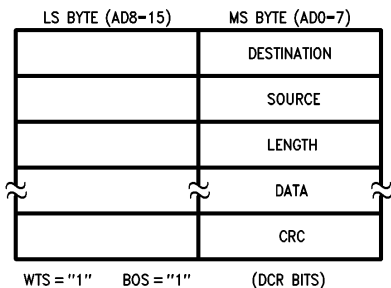 LS BYTE (AD8-15) MS BYTE (AD0-7)
DESTINATION
SOURCE
LENGTH
DATA
CRC
WTS = "1" BOS = "1" (DCR BITS)